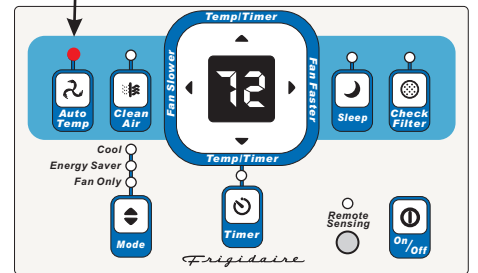 Temp/Timer
Fan Slower
72
Fan Faster
Auto
Temp
Clean
Air
Sleep
Check
Filter
Temp/Timer
Cool
Energy Saver
Fan Only
Mode
Timer
Remote
Sensing
On/Off
Frigidaire